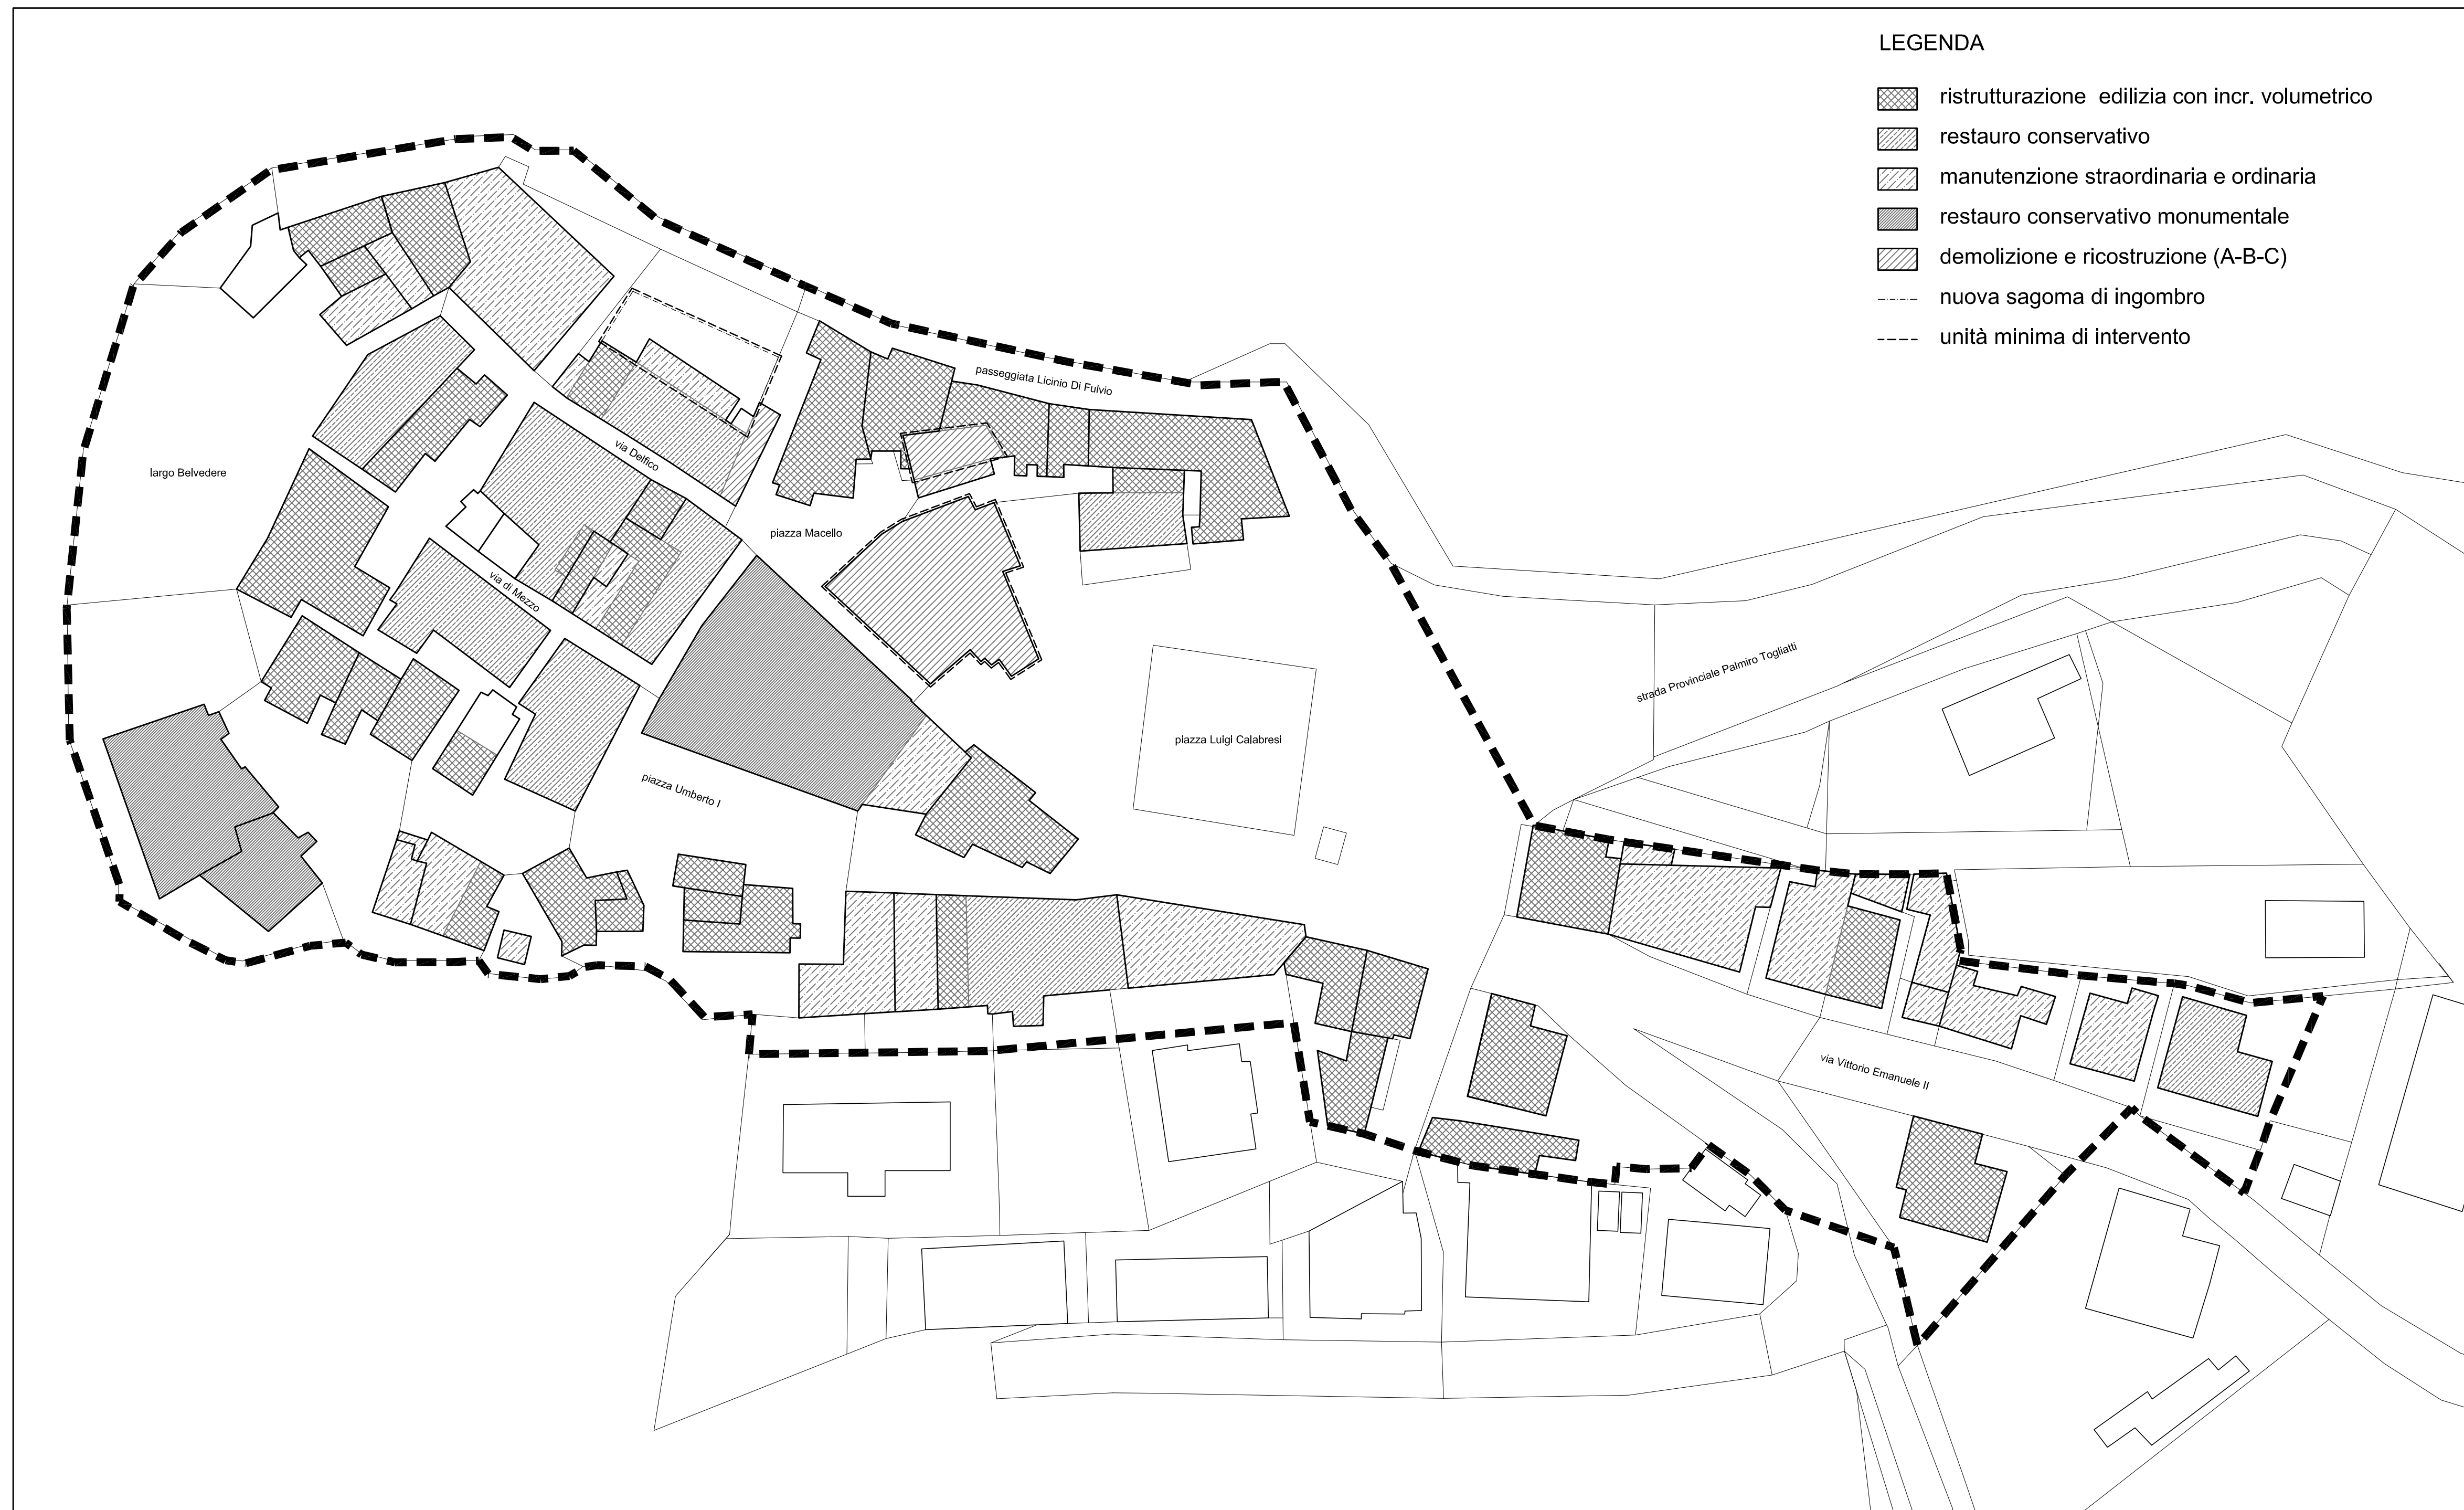 LEGENDA
ristrutturazione edilizia con incr. volumetrico
restauro conservativo
manutenzione straordinaria e ordinaria
restauro conservativo monumentale
demolizione e ricostruzione (A-B-C)
nuova sagoma di ingombro
unità minima di intervento
passeggiata Licinio Di Fulvio
via Delfico
largo Belvedere
piazza Macello
via di Mezzo
strada Provinciale Palmiro Togliatti
piazza Luigi Calabresi
piazza Umberto I
via Vittorio Emanuele II